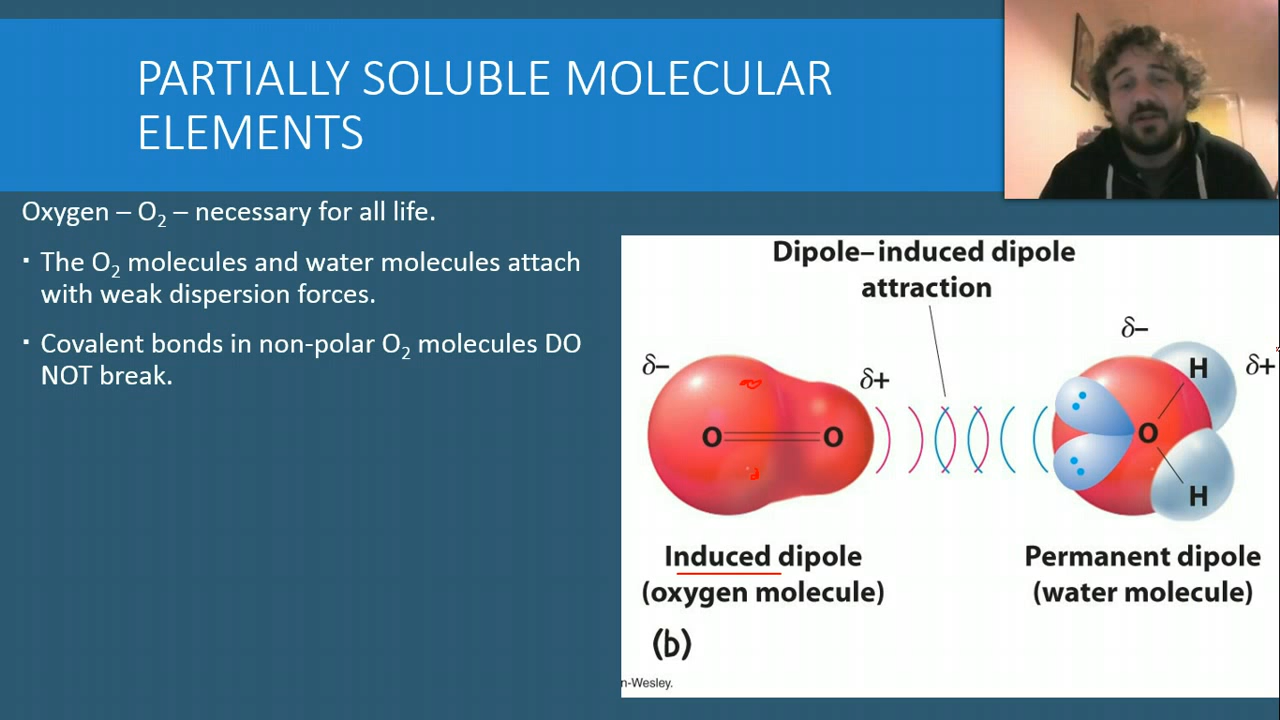 PARTIALLY SOLUBLE MOLECULAR
ELEMENTS
Oxygen – O₂ – necessary for all life.
▪ The O₂ molecules and water molecules attach
with weak dispersion forces.
▪ Covalent bonds in non-polar O₂ molecules DO
NOT break.
Dipole–induced dipole
attraction
δ–
δ–
δ+
δ+
H
O
O
O
H
Induced dipole
(oxygen molecule)
Permanent dipole
(water molecule)
(b)
n-Wesley.